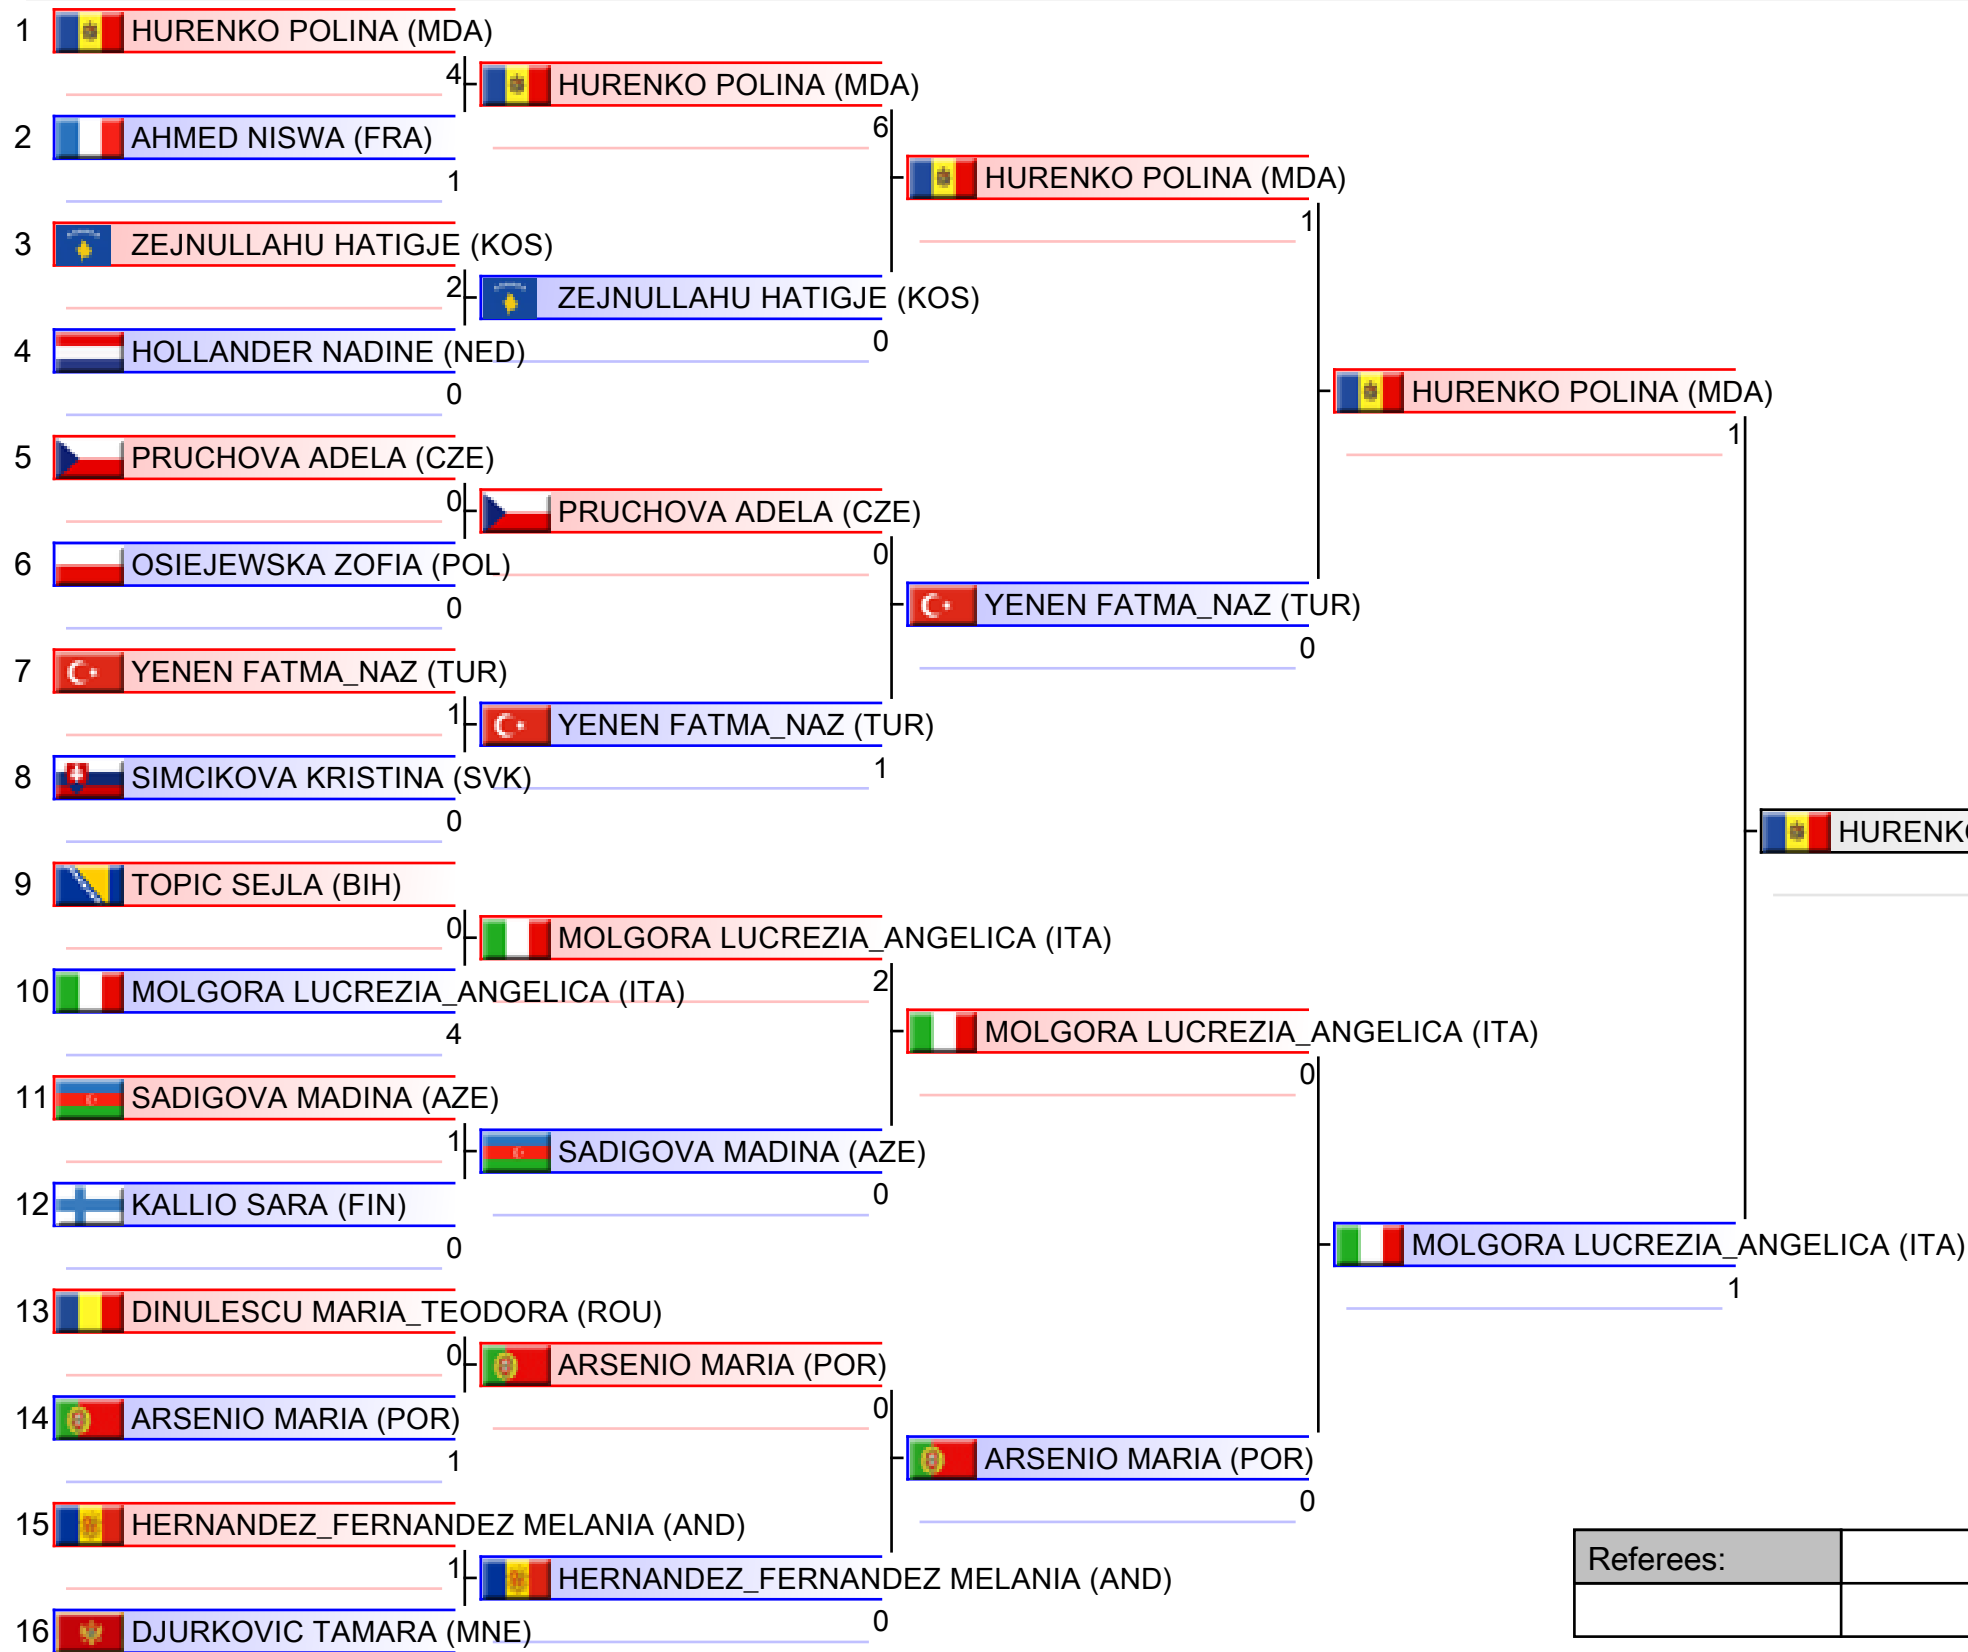 1 HURENKO POLINA (MDA)
4 HURENKO POLINA (MDA)
2 AHMED NISWA (FRA)
6
1
HURENKO POLINA (MDA)
1
3 ZEJNULLAHU HATIGJE (KOS)
2 ZEJNULLAHU HATIGJE (KOS)
0
4 HOLLANDER NADINE (NED)
0
HURENKO POLINA (MDA)
1
5 PRUCHOVA ADELA (CZE)
0 PRUCHOVA ADELA (CZE)
0
6 OSIEJEWSKA ZOFIA (POL)
0
YENEN FATMA_NAZ (TUR)
0
7 YENEN FATMA_NAZ (TUR)
1 YENEN FATMA_NAZ (TUR)
1
8 SIMCIKOVA KRISTINA (SVK)
0
HURENKO
9 TOPIC SEJLA (BIH)
0 MOLGORA LUCREZIA_ANGELICA (ITA)
2
10 MOLGORA LUCREZIA_ANGELICA (ITA)
4
MOLGORA LUCREZIA_ANGELICA (ITA)
0
11 SADIGOVA MADINA (AZE)
1 SADIGOVA MADINA (AZE)
0
12 KALLIO SARA (FIN)
0
MOLGORA LUCREZIA_ANGELICA (ITA)
1
13 DINULESCU MARIA_TEODORA (ROU)
0 ARSENIO MARIA (POR)
0
14 ARSENIO MARIA (POR)
1
ARSENIO MARIA (POR)
0
15 HERNANDEZ_FERNANDEZ MELANIA (AND)
1 HERNANDEZ_FERNANDEZ MELANIA (AND)
0
16 DJURKOVIC TAMARA (MNE)
Referees: